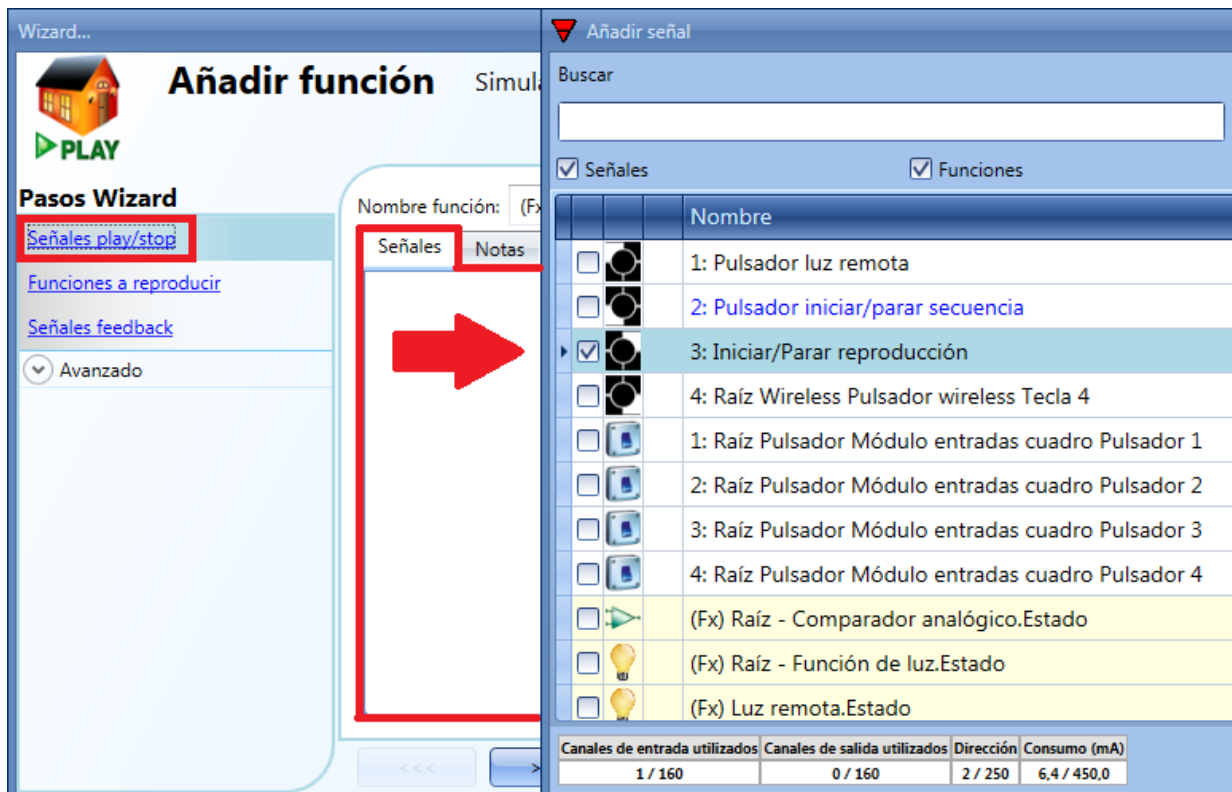 Wizard...
Añadir función
PLAY
Pasos Wizard
Señales play/stop
Funciones a reproducir
Señales feedback
Avanzado
Nombre función:
Señales
Notas
<<<
>
Añadir señal
Buscar
Señales
Funciones
Nombre
1: Pulsador luz remota
2: Pulsador iniciar/parar secuencia
3: Iniciar/Parar reproducción
4: Raíz Wireless Pulsador wireless Tecla 4
1: Raíz Pulsador Módulo entradas cuadro Pulsador 1
2: Raíz Pulsador Módulo entradas cuadro Pulsador 2
3: Raíz Pulsador Módulo entradas cuadro Pulsador 3
4: Raíz Pulsador Módulo entradas cuadro Pulsador 4
(Fx) Raíz - Comparador analógico.Estado
(Fx) Raíz - Función de luz.Estado
(Fx) Luz remota.Estado
Canales de entrada utilizados Canales de salida utilizados Dirección Consumo (mA)
1 / 160 0 / 160 2 / 250 6,4 / 450,0